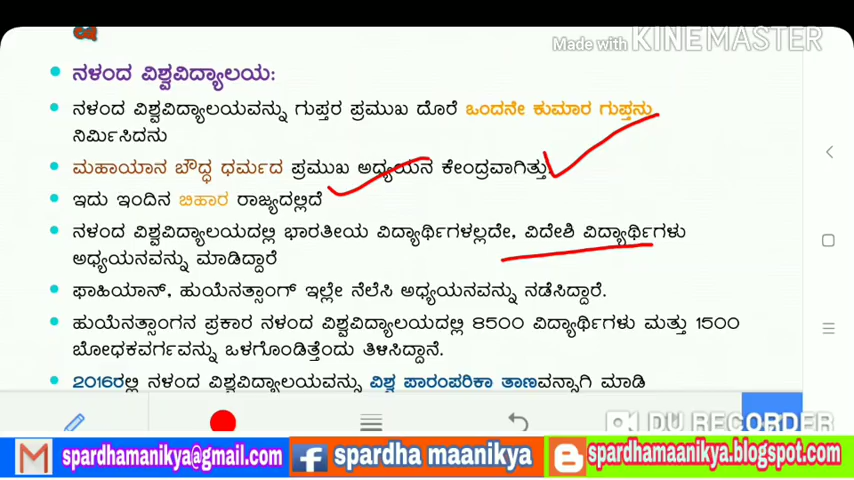 Made with KINEMASTER
ನಳಂದ ವಿಶ್ವವಿದ್ಯಾಲಯ:
ನಳಂದ ವಿಶ್ವವಿದ್ಯಾಲಯವನ್ನು ಗುಪ್ತರ ಪ್ರಮುಖ ದೊರೆ ಒಂದನೇ ಕುಮಾರ ಗುಪ್ತನು
ನಿರ್ಮಿಸಿದನು
ಮಹಾಯಾನ ಬೌದ್ಧ ಧರ್ಮದ ಪ್ರಮುಖ ಅಧ್ಯಯನ ಕೇಂದ್ರವಾಗಿತ್ತು.
ಇದು ಇಂದಿನ ಬಿಹಾರ ರಾಜ್ಯದಲ್ಲಿದೆ
ನಳಂದ ವಿಶ್ವವಿದ್ಯಾಲಯದಲ್ಲಿ ಭಾರತೀಯ ವಿದ್ಯಾರ್ಥಿಗಳಲ್ಲದೇ, ವಿದೇಶಿ ವಿದ್ಯಾರ್ಥಿಗಳು
ಅಧ್ಯಯನವನ್ನು ಮಾಡಿದ್ದಾರೆ
ಫಾಹಿಯಾನ್, ಹುಯೆನತ್ಸಾಂಗ್ ಇಲ್ಲೇ ನೆಲೆಸಿ ಅಧ್ಯಯನವನ್ನು ನಡೆಸಿದ್ದಾರೆ.
ಹುಯೆನತ್ಸಾಂಗನ ಪ್ರಕಾರ ನಳಂದ ವಿಶ್ವವಿದ್ಯಾಲಯದಲ್ಲಿ 8500 ವಿದ್ಯಾರ್ಥಿಗಳು ಮತ್ತು 1500
ಬೋಧಕವರ್ಗವನ್ನು ಒಳಗೊಂಡಿತ್ತೆಂದು ತಿಳಿಸಿದ್ದಾನೆ.
2016ರಲ್ಲಿ ನಳಂದ ವಿಶ್ವವಿದ್ಯಾಲಯವನ್ನು ವಿಶ್ವ ಪಾರಂಪರಿಕಾ ತಾಣವನ್ನಾಗಿ ಮಾಡಿ
DU RECORDER
spardhamanikya@gmail.com spardha maanikya spardhamaanikya.blogspot.com